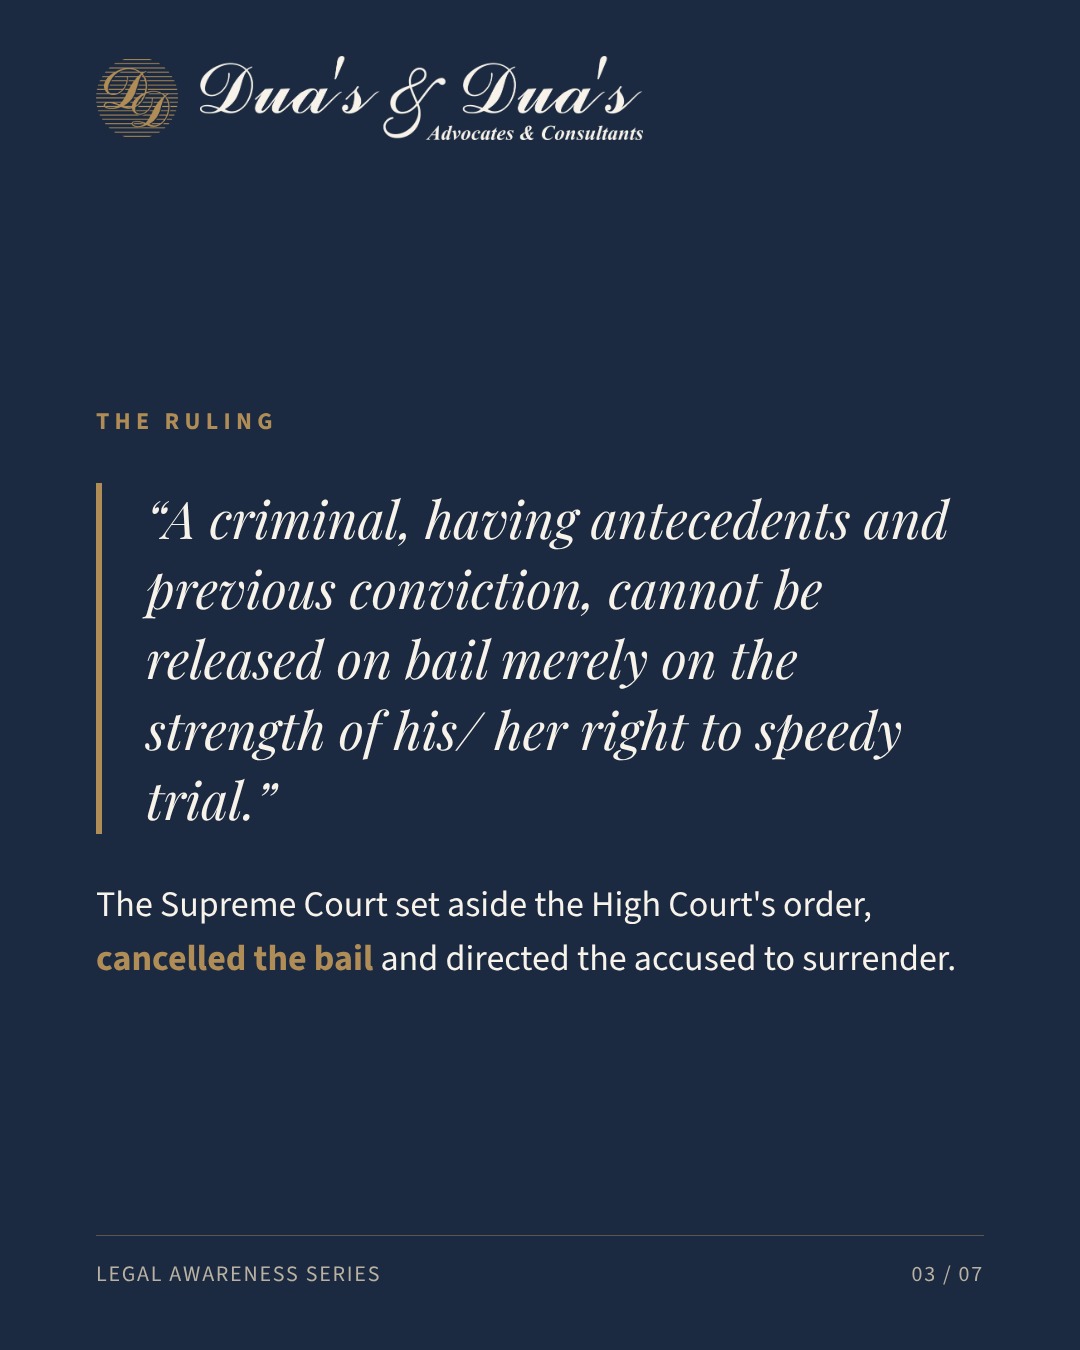 DD
Dua's & Dua's
Advocates & Consultants
THE RULING
“A criminal, having antecedents and
previous conviction, cannot be
released on bail merely on the
strength of his/ her right to speedy
trial.”
The Supreme Court set aside the High Court's order,
cancelled the bail and directed the accused to surrender.
LEGAL AWARENESS SERIES
03 / 07